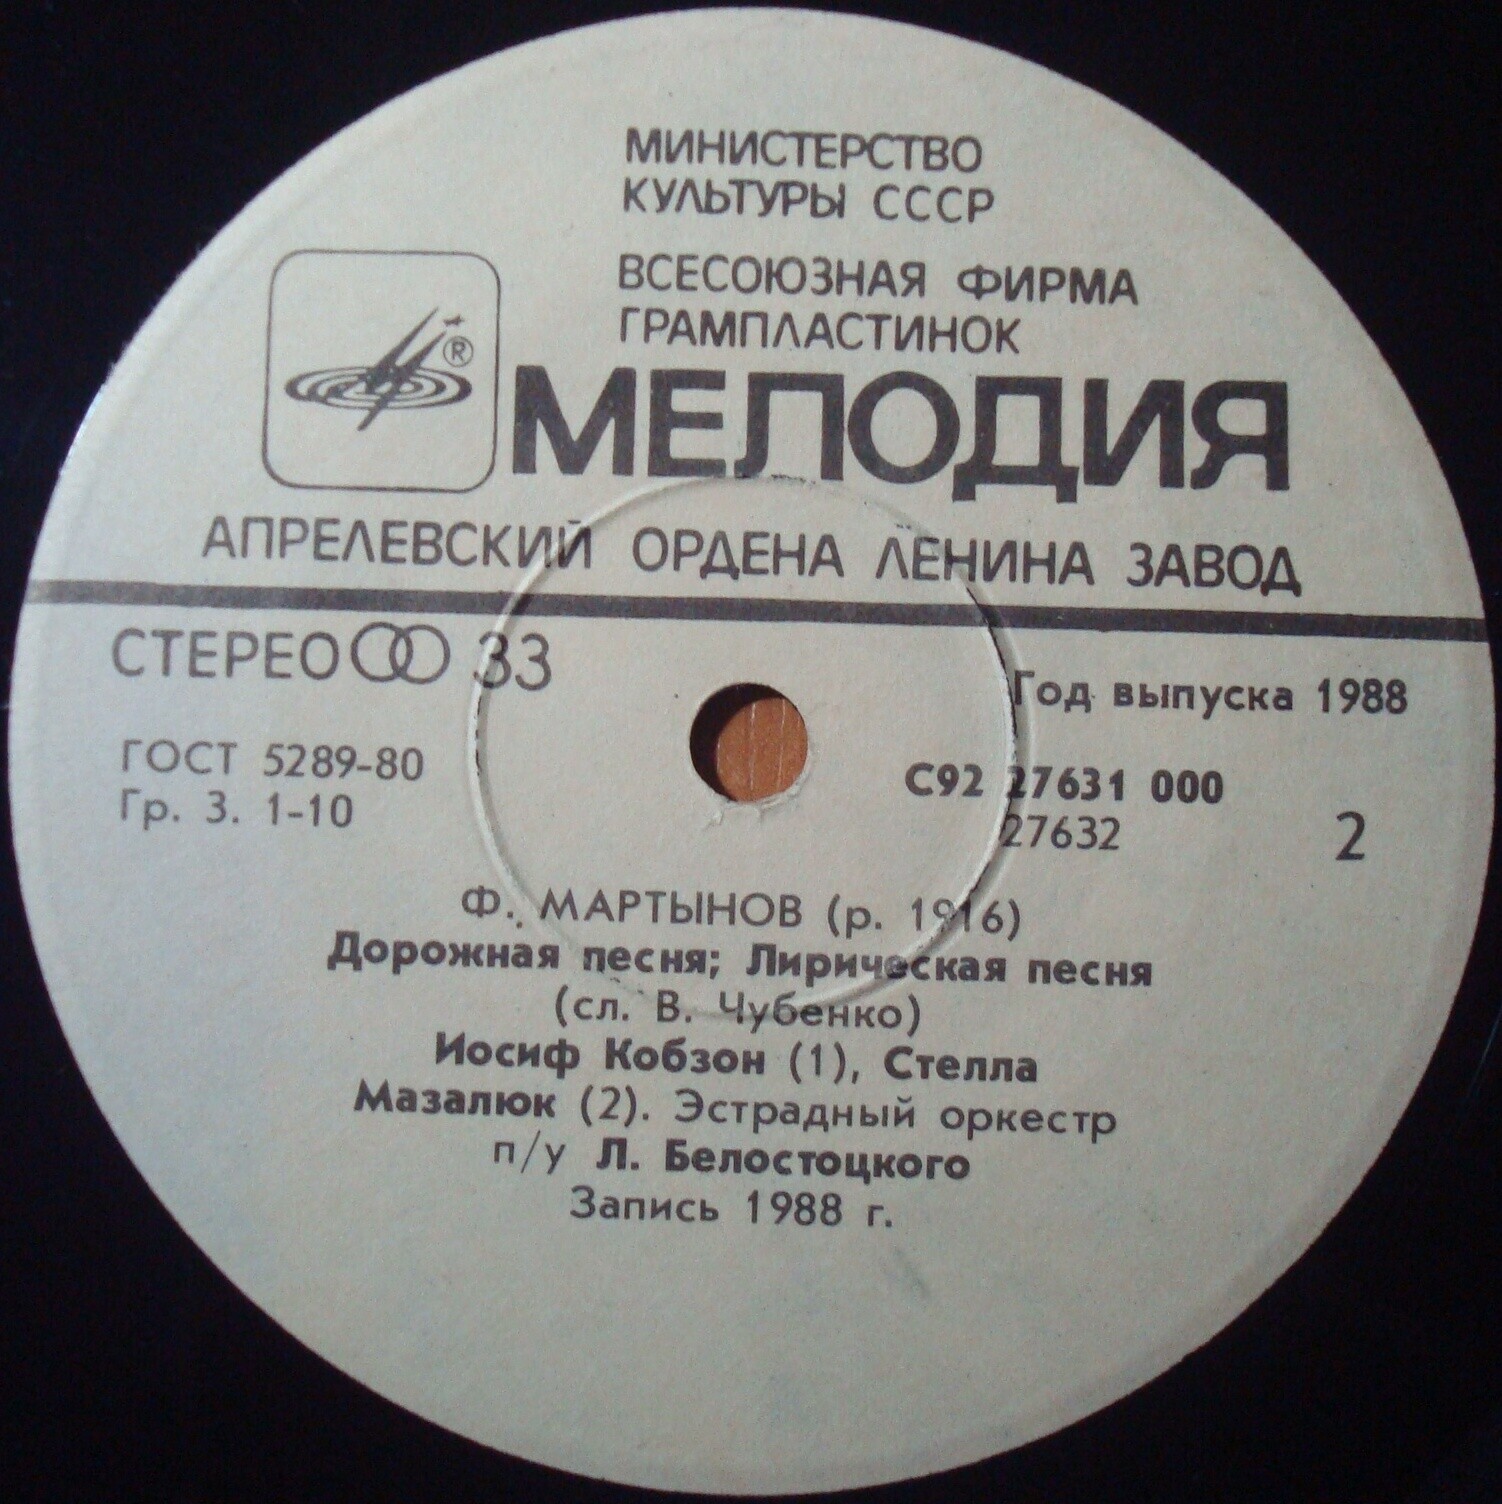 МИНИСТЕРСТВО
КУЛЬТУРЫ СССР
ВСЕСОЮЗНАЯ ФИРМА
ГРАМПЛАСТИНОК
®
МЕЛОДИЯ
АПРЕЛЕВСКИЙ ОРДЕНА ЛЕНИНА ЗАВОД
СТЕРЕО 33
Год выпуска 1988
ГОСТ 5289-80
Гр. 3. 1-10
С92 27631 000
27632
2
Ф. МАРТЫНОВ (р. 1916)
Дорожная песня; Лирическая песня
(сл. В. Чубенко)
Иосиф Кобзон (1), Стелла
Мазалюк (2). Эстрадный оркестр
п/у Л. Белостоцкого
Запись 1988 г.